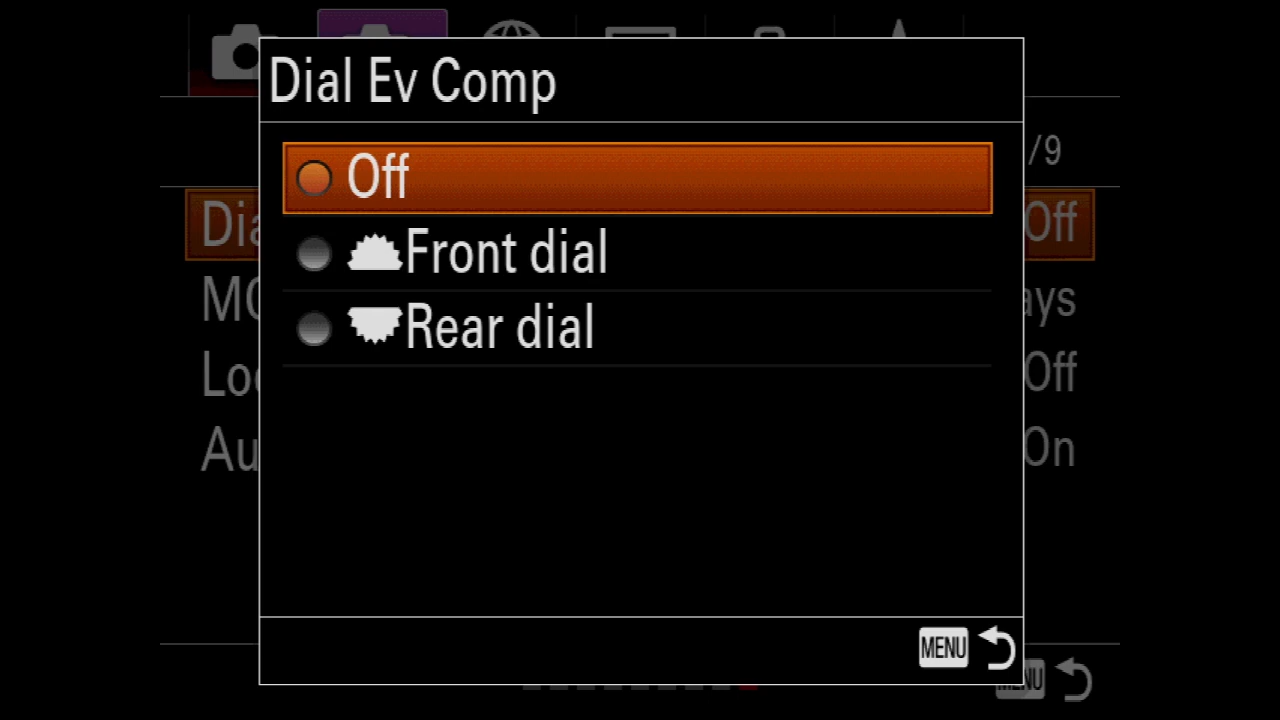 Dial Ev Comp
Off
/9
Off
Front dial
Rear dial
On
Off
MENU